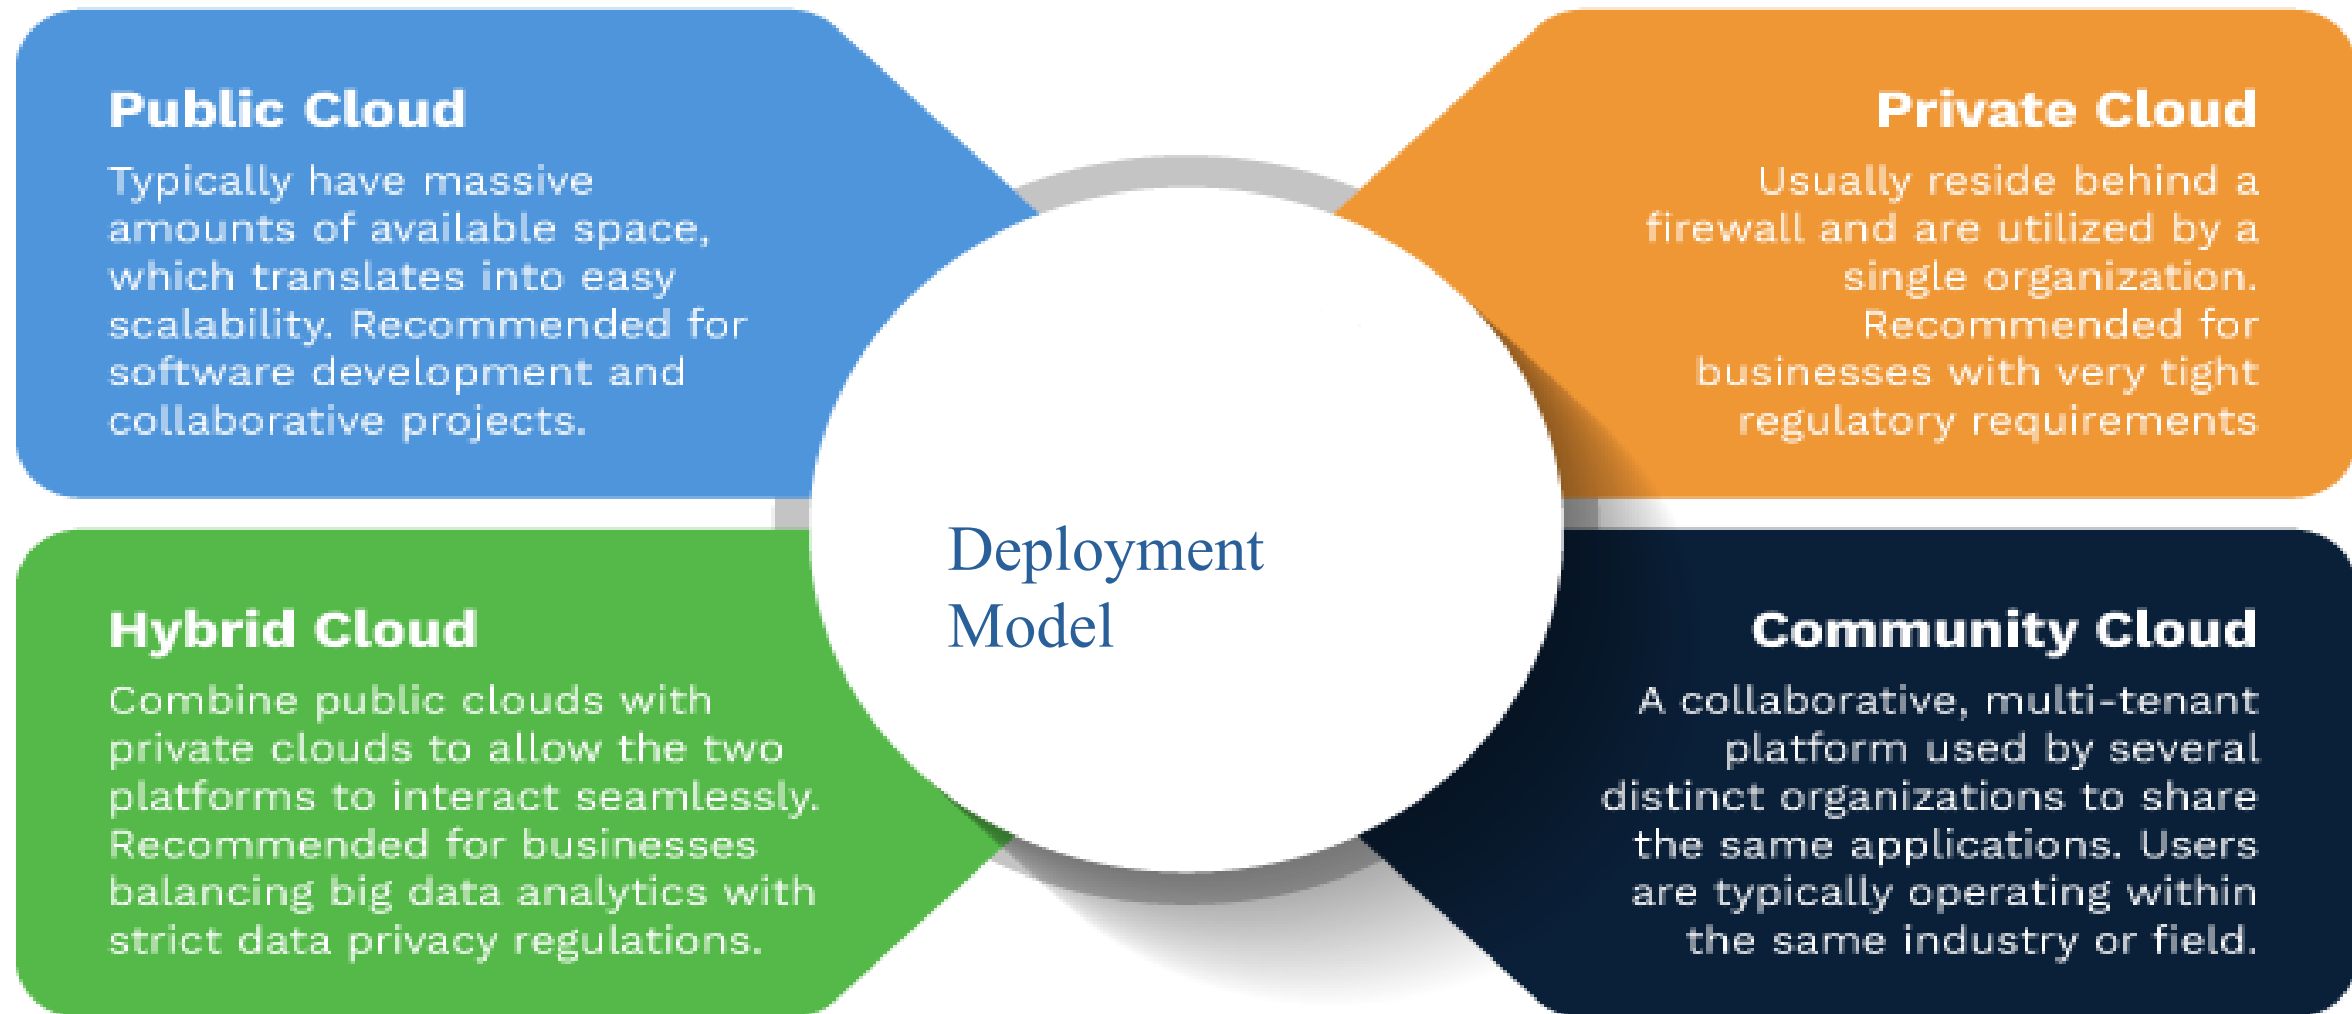 Public Cloud
Typically have massive
amounts of available space,
which translates into easy
scalability. Recommended for
software development and
collaborative projects.
Private Cloud
Usually reside behind a
firewall and are utilized by a
single organization.
Recommended for
businesses with very tight
regulatory requirements
Deployment
Model
Hybrid Cloud
Combine public clouds with
private clouds to allow the two
platforms to interact seamlessly.
Recommended for businesses
balancing big data analytics with
strict data privacy regulations.
Community Cloud
A collaborative, multi-tenant
platform used by several
distinct organizations to share
the same applications. Users
are typically operating within
the same industry or field.